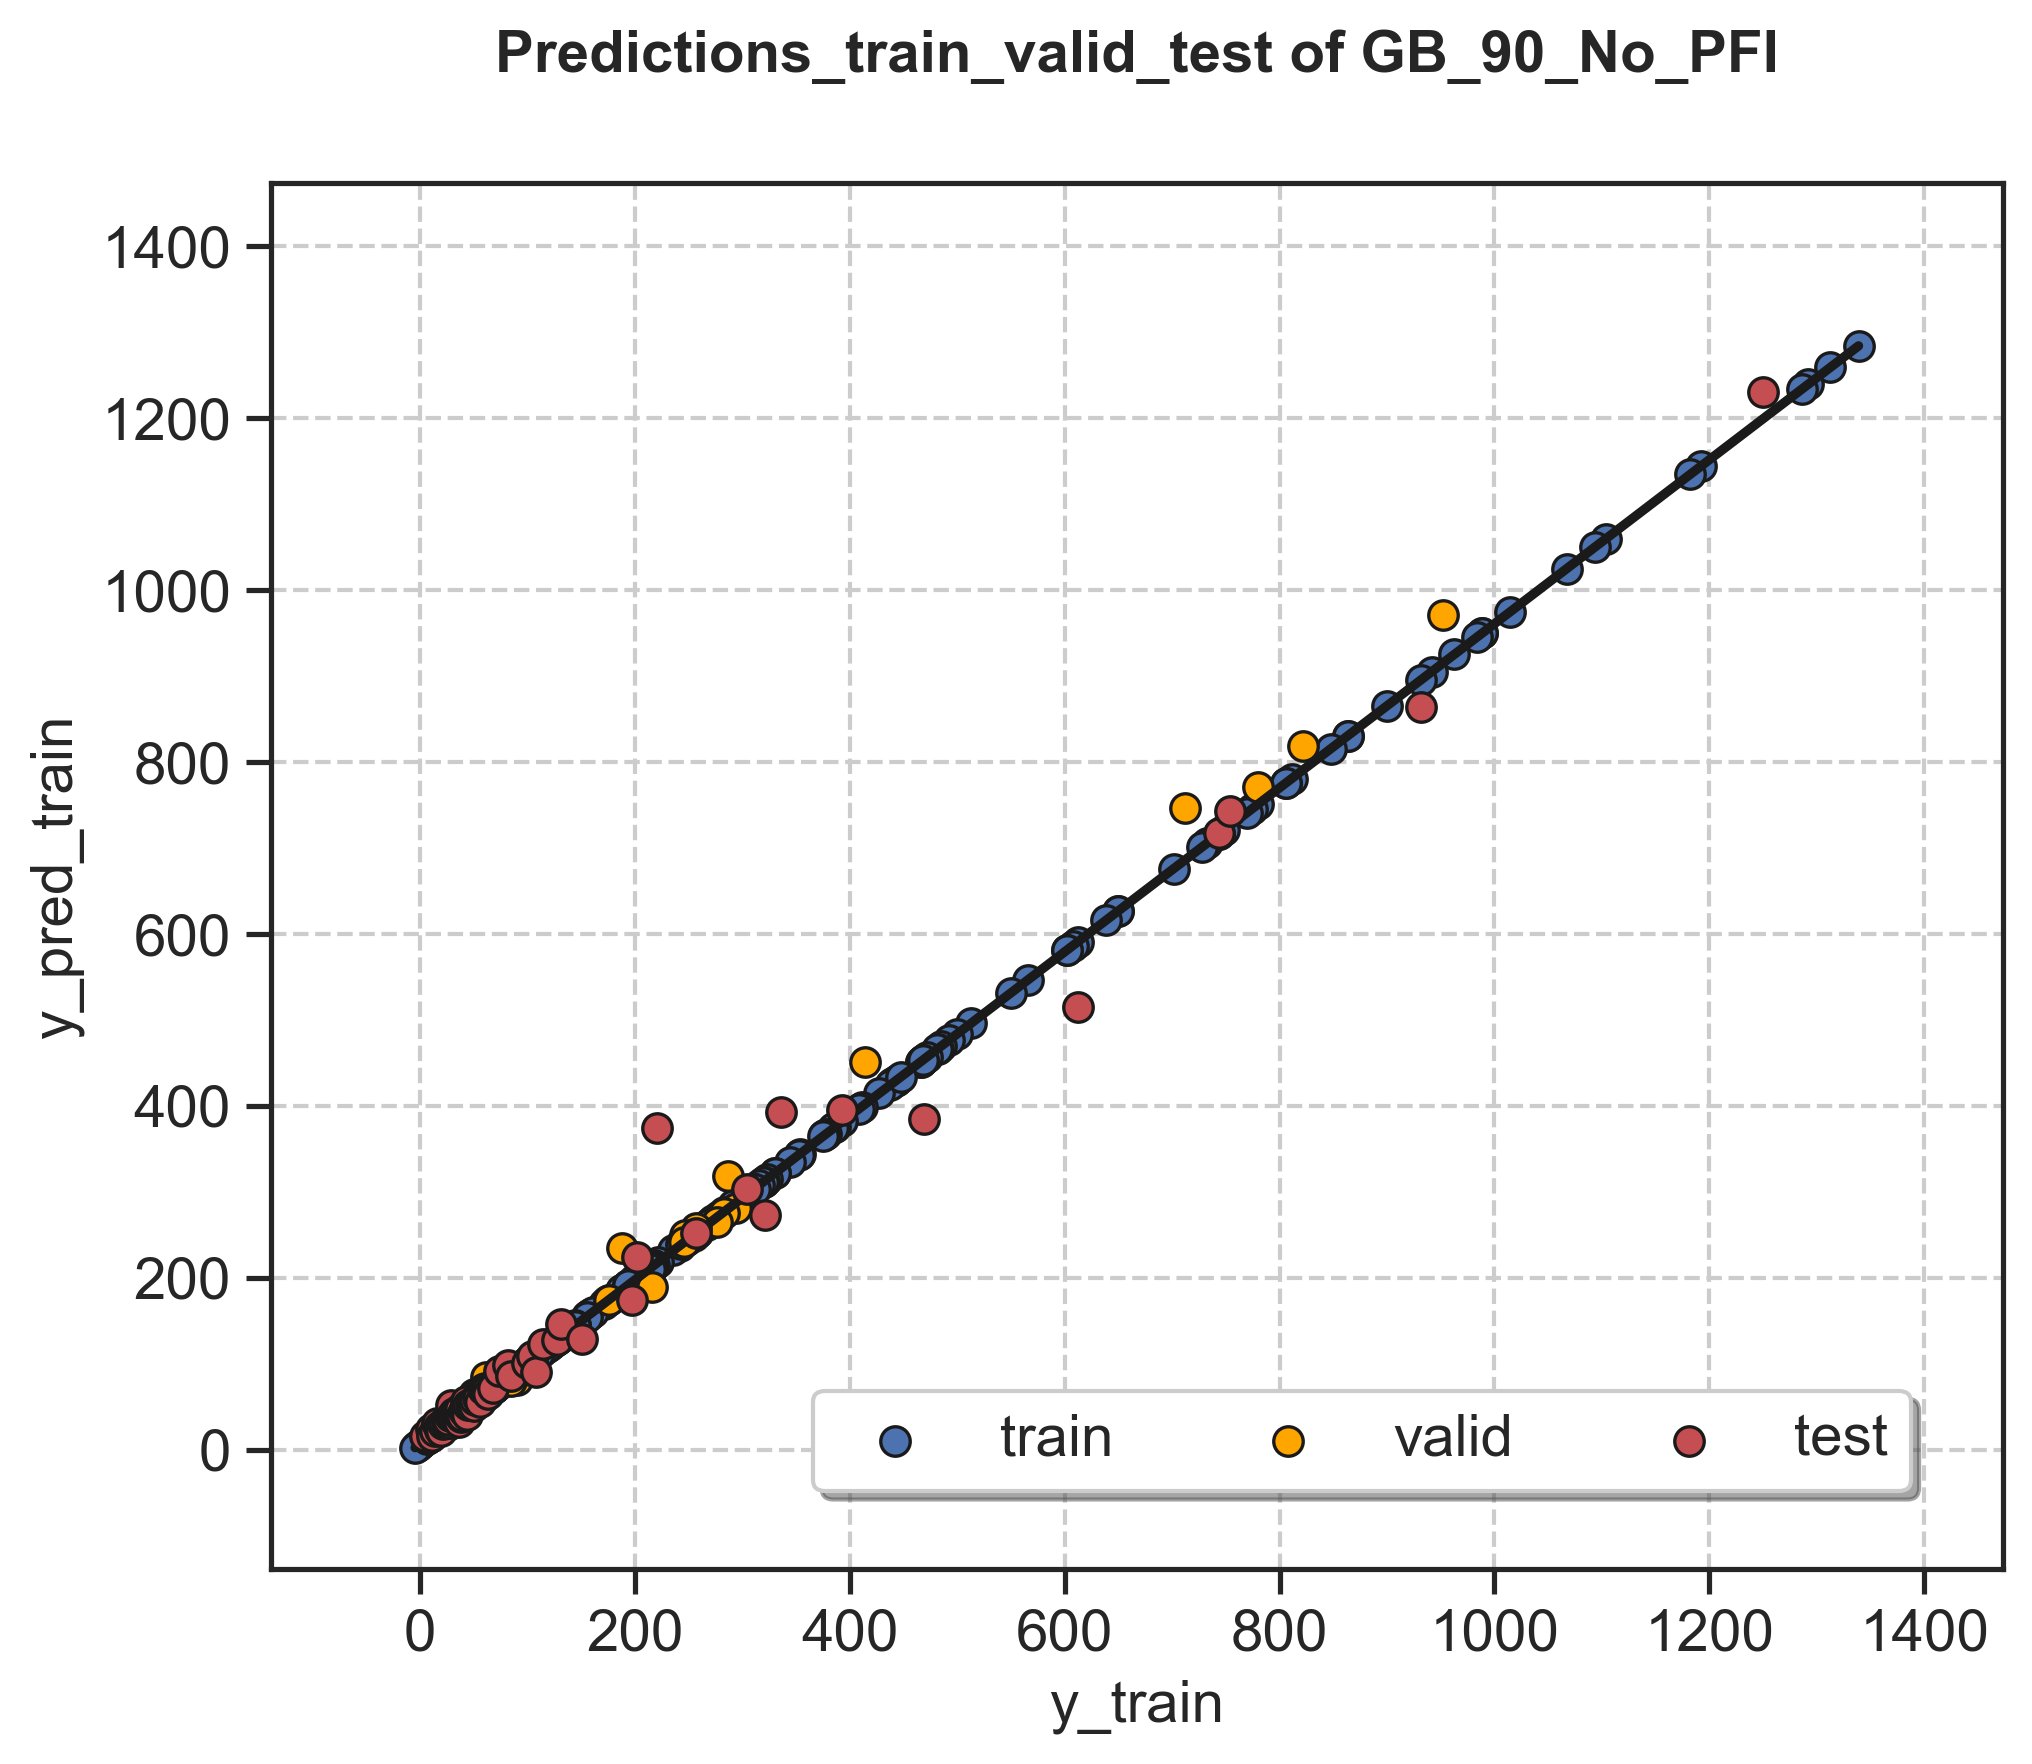 Predictions_train_valid_test of GB_90_No_PFI
1400
1200
1000
800
600
400
200
0
y_pred_train
train valid test
0 200 400 600 800 1000 1200 1400
y_train